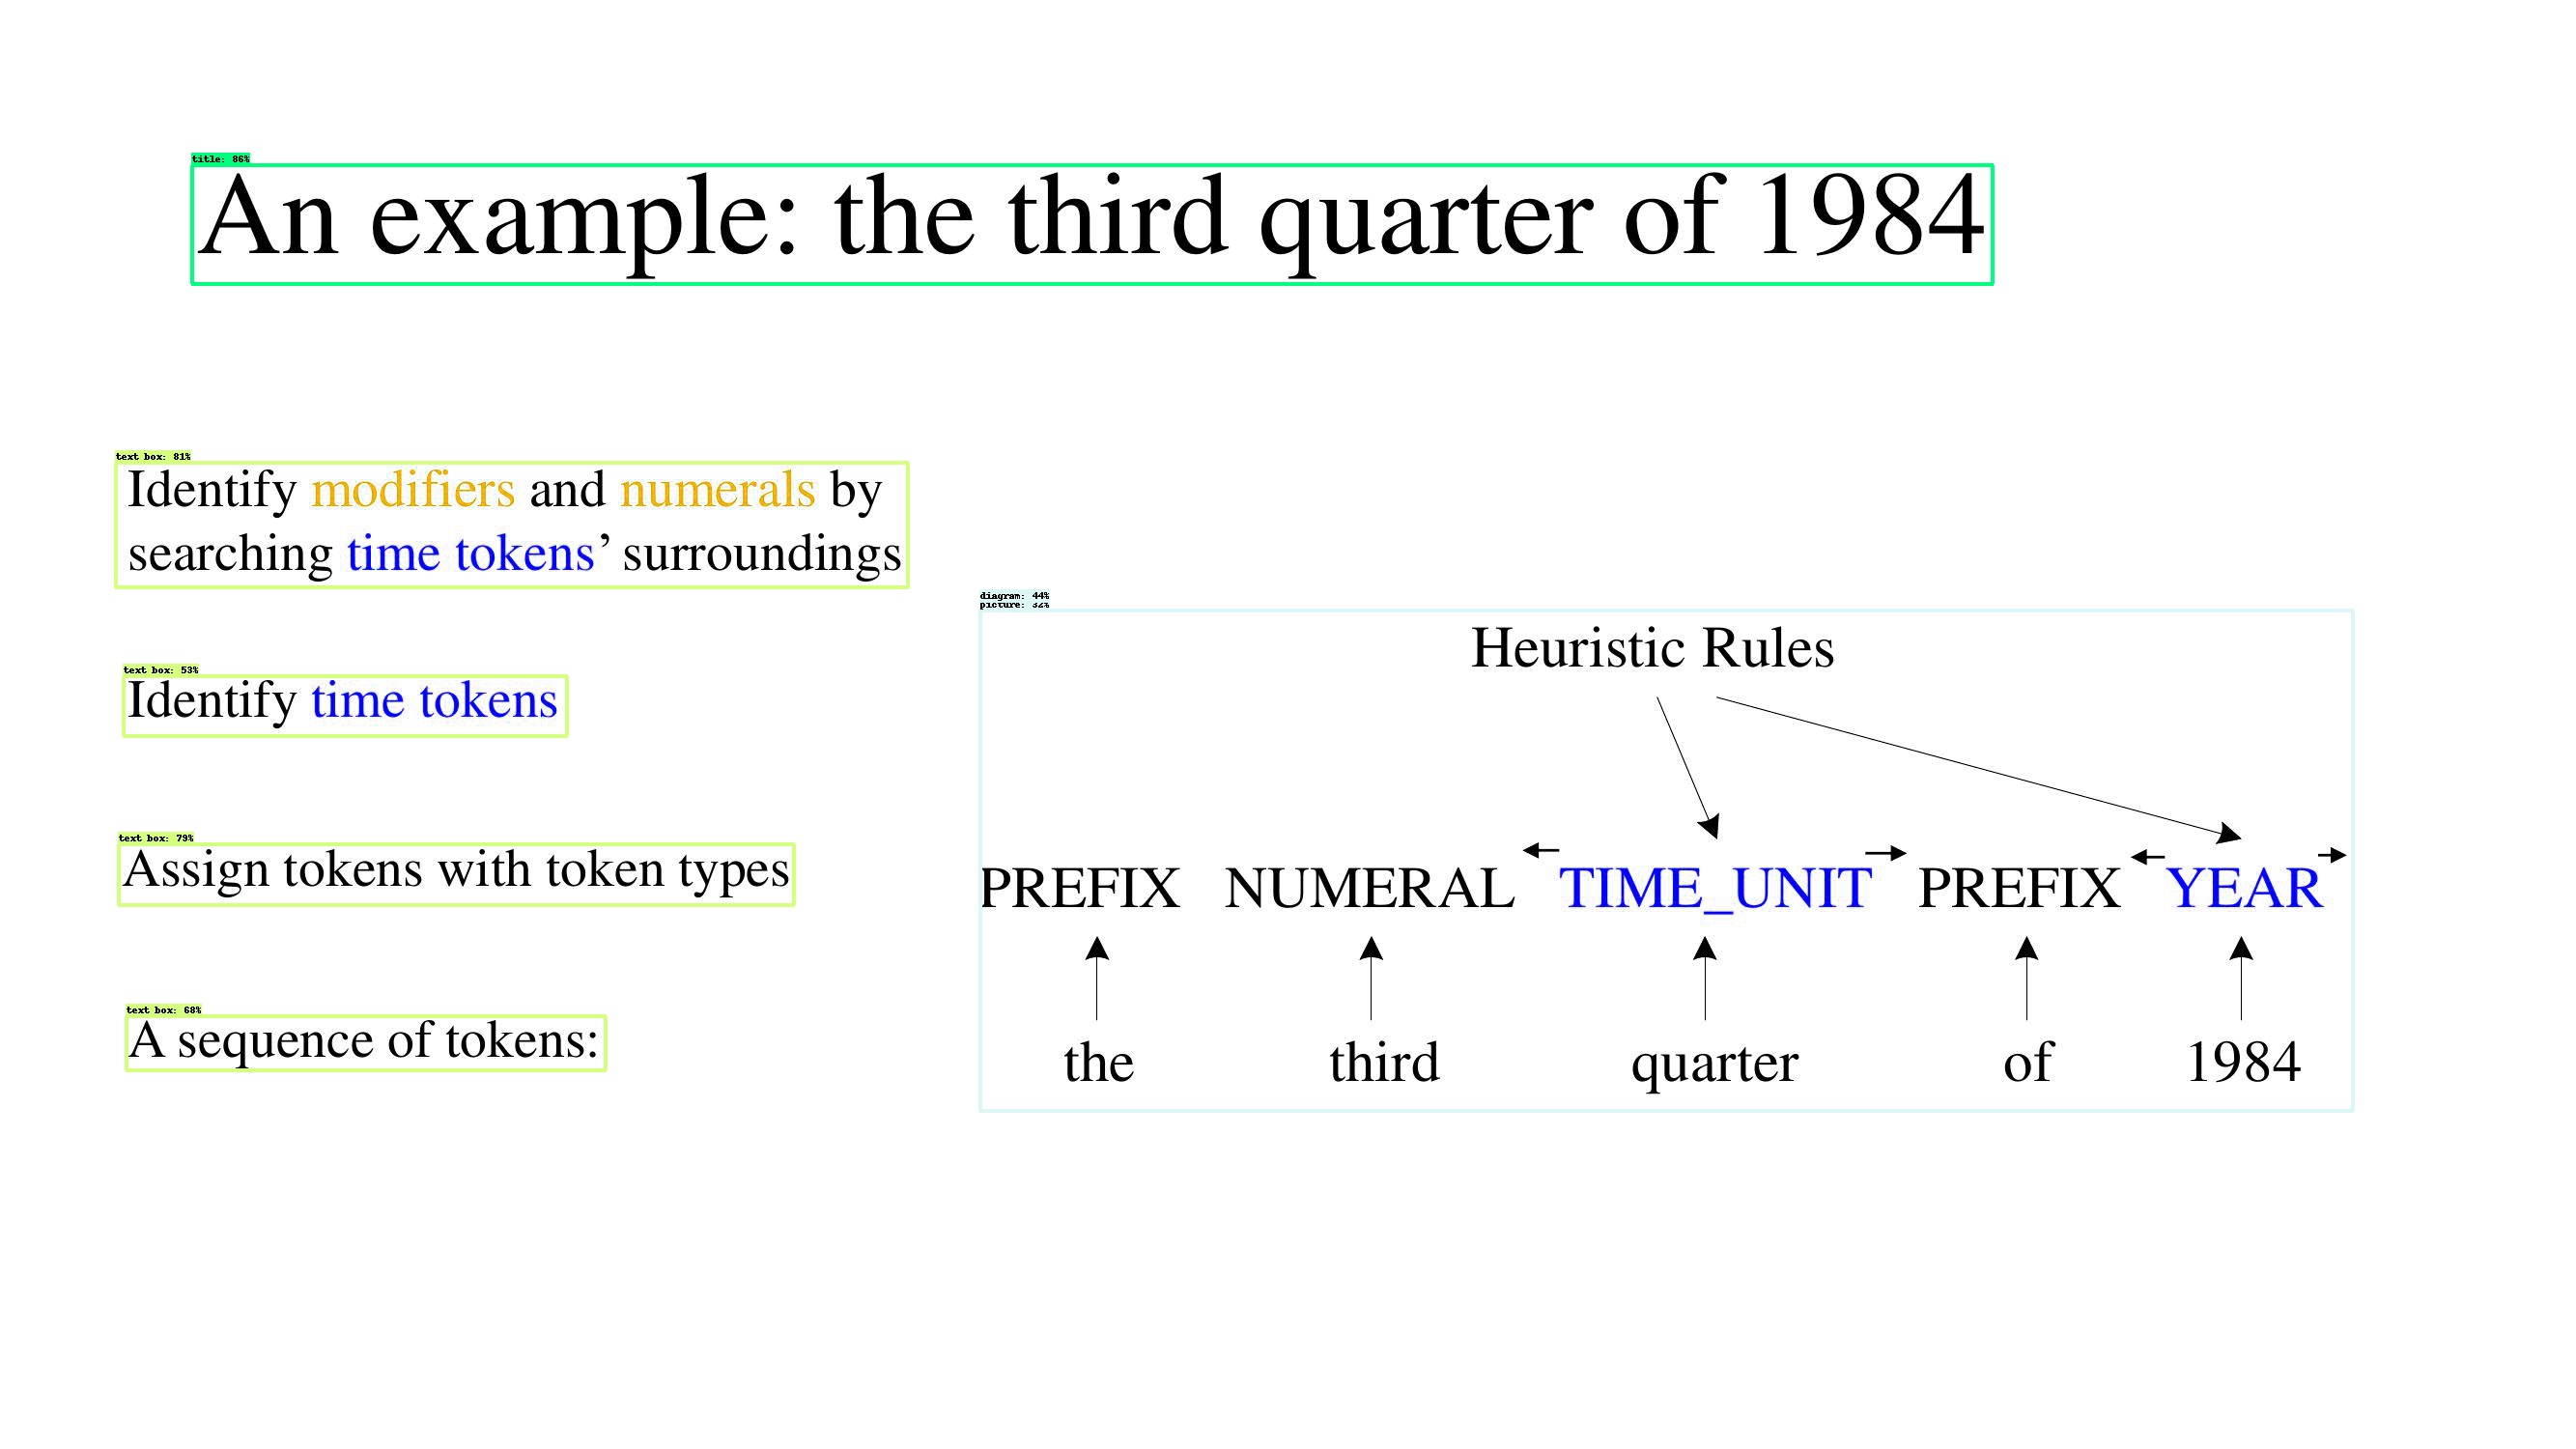 title: 86%
An example: the third quarter of 1984
text box: 81%
Identify modifiers and numerals by
searching time tokens’ surroundings
text box: 53%
Identify time tokens
text box: 79%
Assign tokens with token types
text box: 68%
A sequence of tokens:
diagram: 44%
picture: 32%
Heuristic Rules
PREFIX NUMERAL TIME_UNIT PREFIX YEAR
the third quarter of 1984